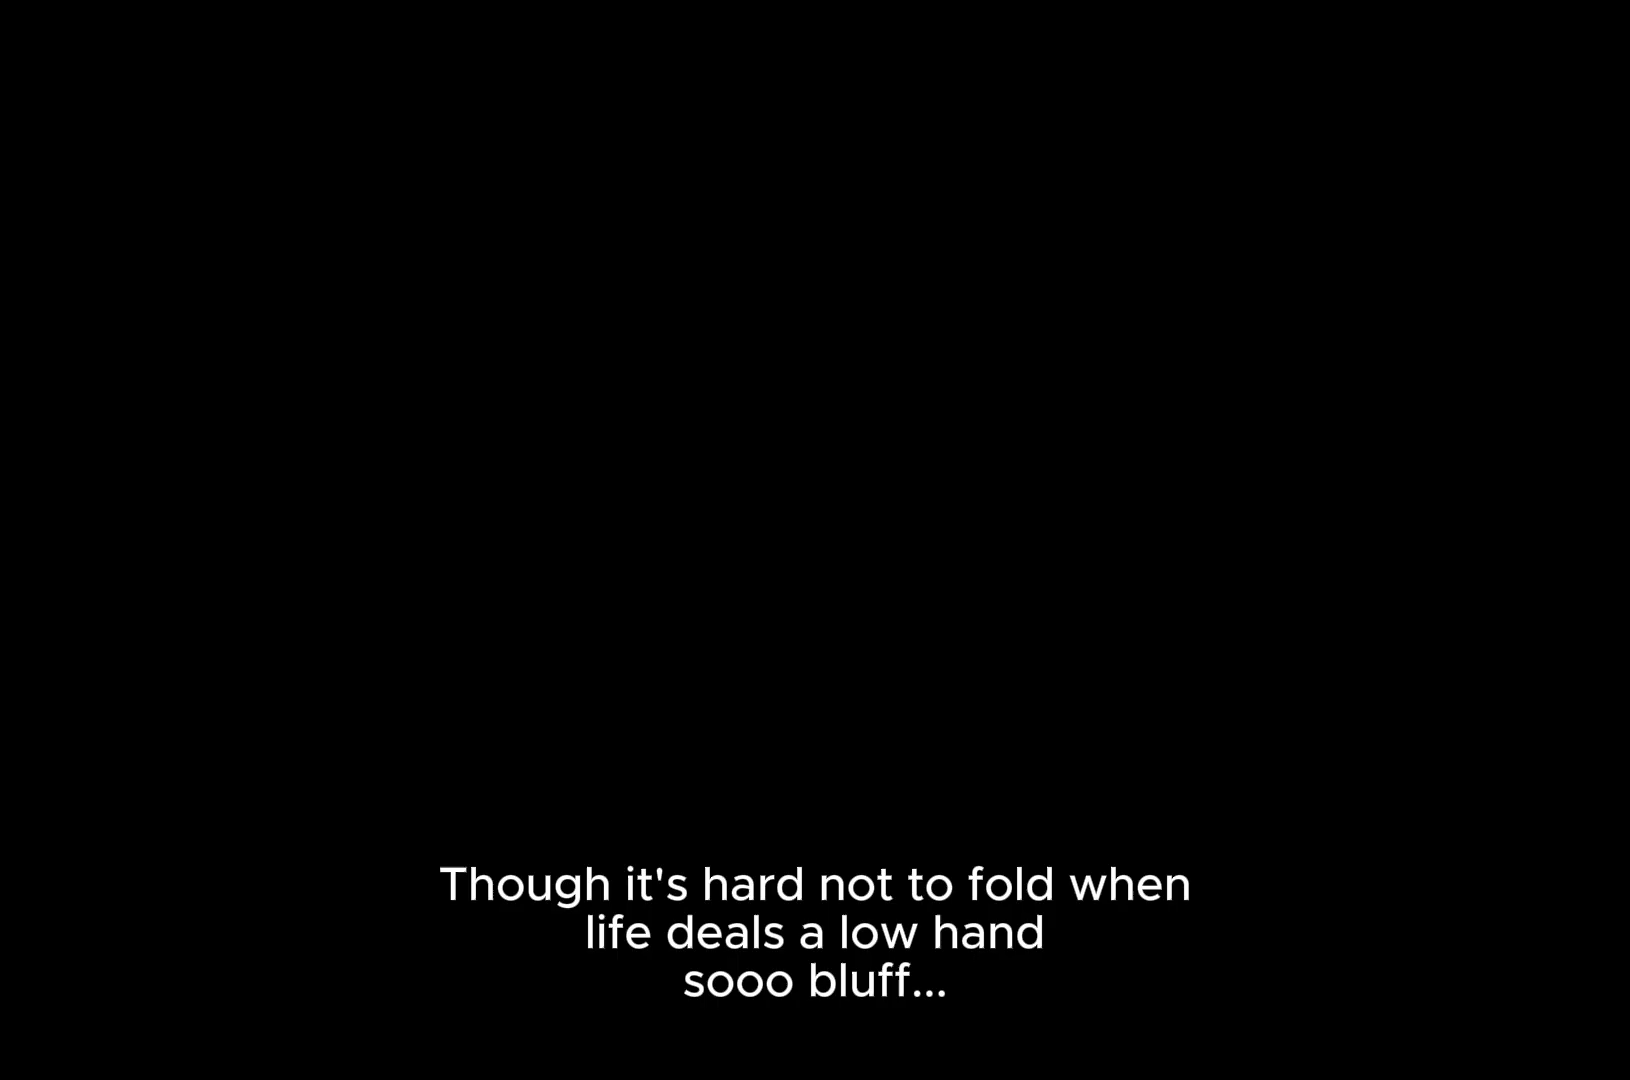 Though it's hard not to fold when
life deals a low hand
sooo bluff...